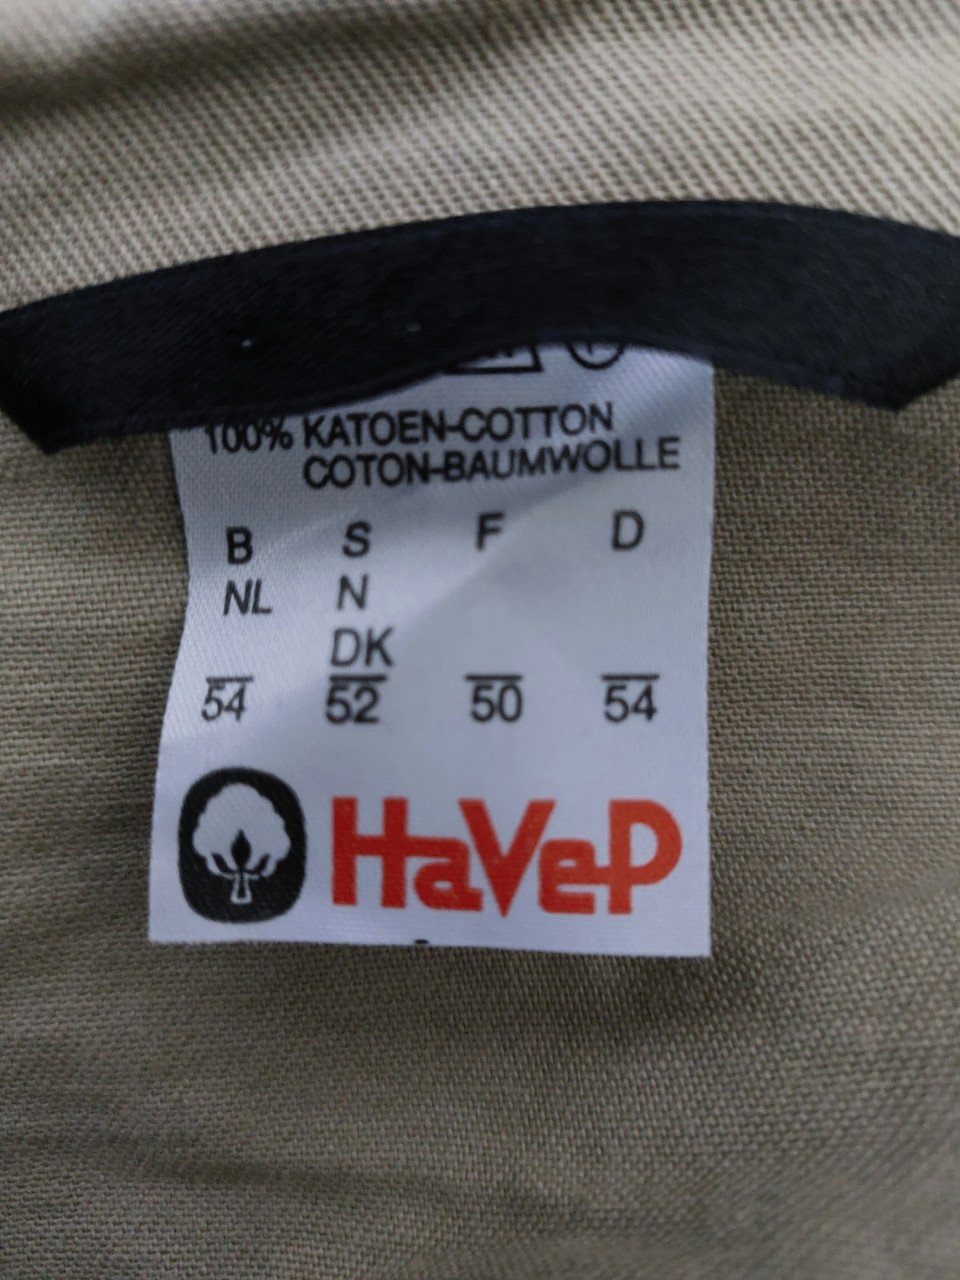 100% KATOEN-COTTON
COTON-BAUMWOLLE
B S F D
NL N
DK
54 52 50 54
HaVeP